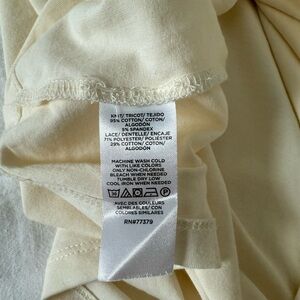 KNIT/ TRICOT/ TEJIDO
95% COTTON/ COTON/
ALGODÓN
5% SPANDEX
LACE/ DENTELLE/ ENCAJE
71% POLYESTER/ POLIÉSTER
29% COTTON/ COTON/
ALGODÓN
MACHINE WASH COLD
WITH LIKE COLORS
ONLY NON-CHLORINE
BLEACH WHEN NEEDED
TUMBLE DRY LOW
COOL IRON WHEN NEEDED
AVEC DES COULEURS
SEMBLABLES/ CON
COLORES SIMILARES
RN#77379